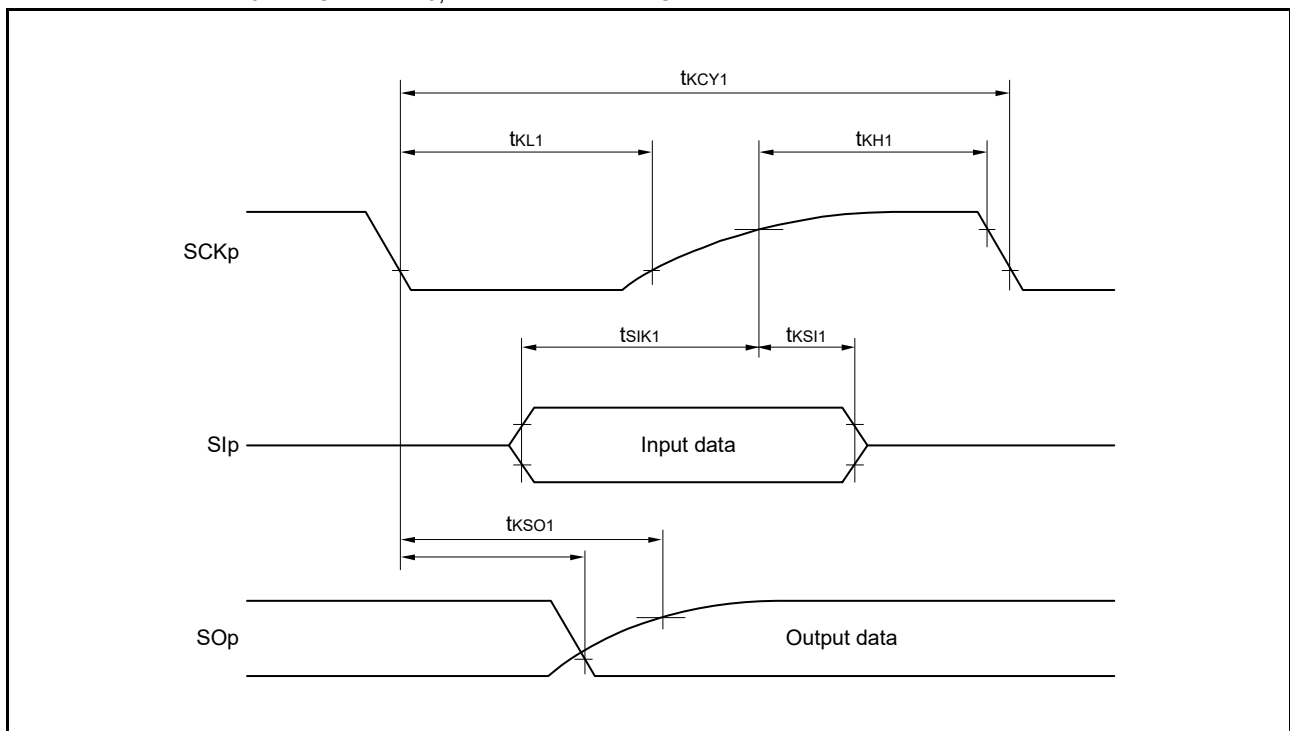 tKCY1
tKL1
tKH1
SCKp
tSIK1
tKSI1
SIp
Input data
tKSO1
SOp
Output data